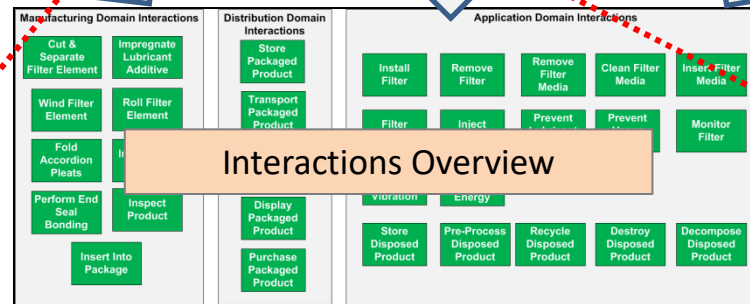 Manufacturing Domain Interactions
Cut &
Separate
Filter Element
Impregnate
Lubricant
Additive
Wind Filter
Element
Roll Filter
Element
Fold
Accordion
Pleats
Perform End
Seal
Bonding
Inspect
Product
Insert Into
Package
Distribution Domain
Interactions
Store
Packaged
Product
Transport
Packaged
Product
Display
Packaged
Product
Purchase
Packaged
Product
Application Domain Interactions
Install
Filter
Remove
Filter
Remove
Filter
Media
Clean Filter
Media
Insert Filter
Media
Filter
Inject
Prevent
Prevent
Monitor
Filter
Vibration
Energy
Store
Disposed
Product
Pre-Process
Disposed
Product
Recycle
Disposed
Product
Destroy
Disposed
Product
Decompose
Disposed
Product
Interactions Overview